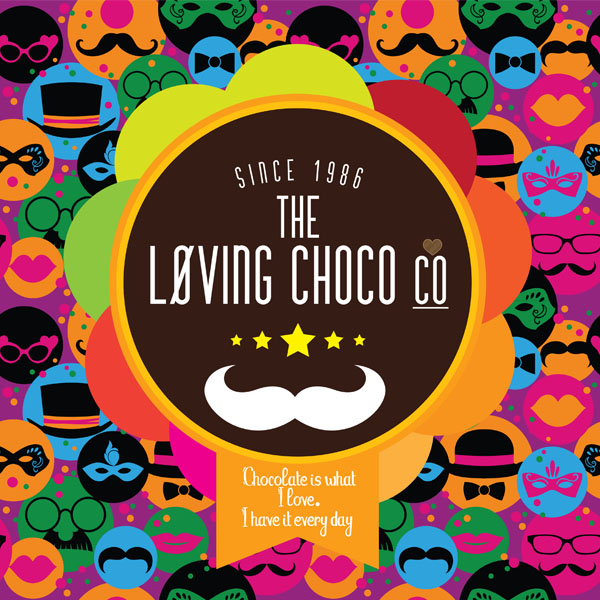 SINCE 1986
THE
LØVING CHOCO CO
Chocolate is what
I love.
I have it every day